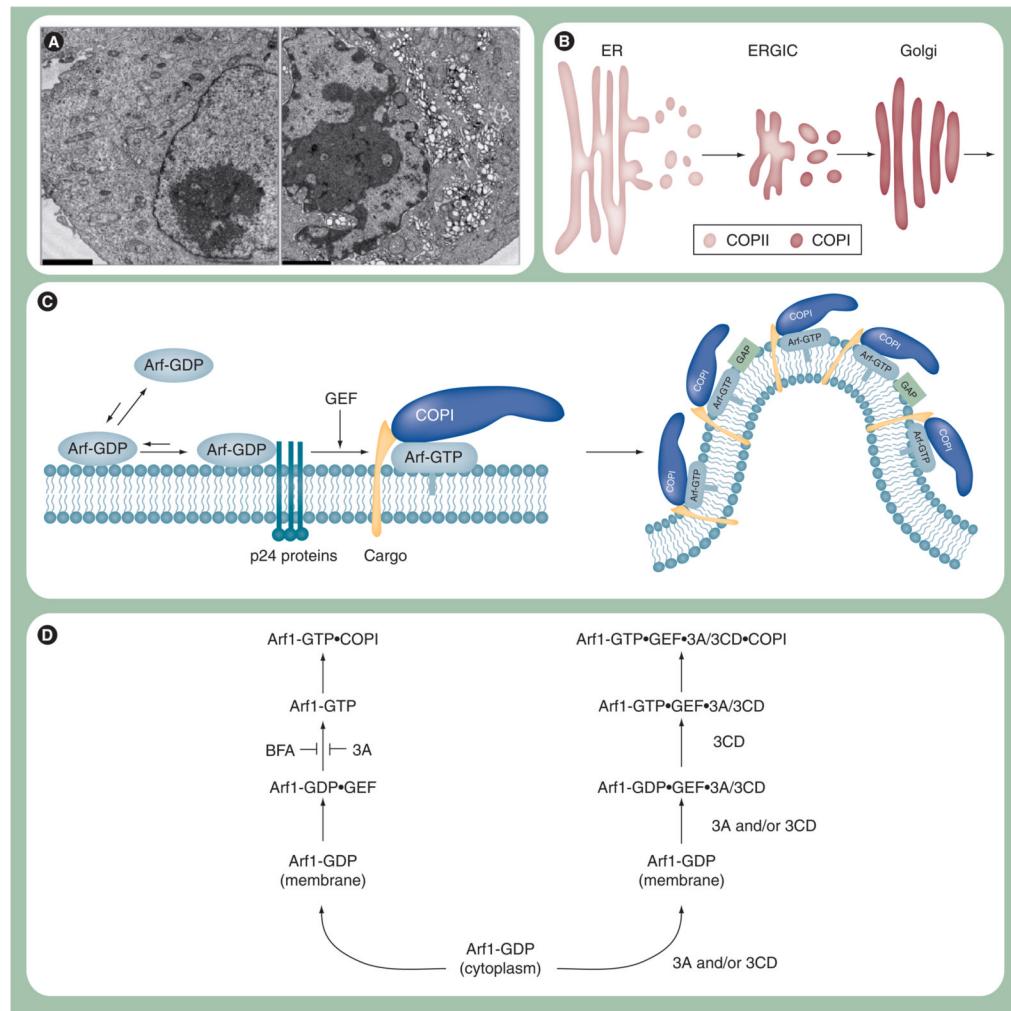 A
B
ER
ERGIC
Golgi
COPII
COPI
C
Arf-GDP
Arf-GDP
Arf-GDP
GEF
COPI
Arf-GTP
p24 proteins
Cargo
COPI
Arf-GTP
COPI
Arf-GTP
GAP
COPI
Arf-GTP
COPI
Arf-GTP
GAP
COPI
Arf-GTP
D
Arf1-GTP•COPI
Arf1-GTP
BFA
3A
Arf1-GDP•GEF
Arf1-GDP
(membrane)
Arf1-GTP•GEF•3A/3CD•COPI
Arf1-GTP•GEF•3A/3CD
3CD
Arf1-GDP•GEF•3A/3CD
3A and/or 3CD
Arf1-GDP
(membrane)
Arf1-GDP
(cytoplasm)
3A and/or 3CD